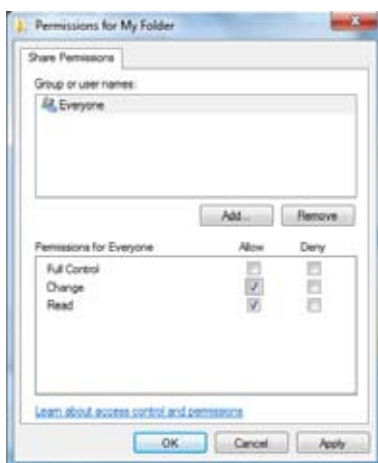 Permissions for My Folder
Share Permissions
Group or user names:
Everyone
Add...
Remove
Permissions for Everyone
Allow
Deny
Full Control
Change
Read
Learn about access control and permissions
OK
Cancel
Apply